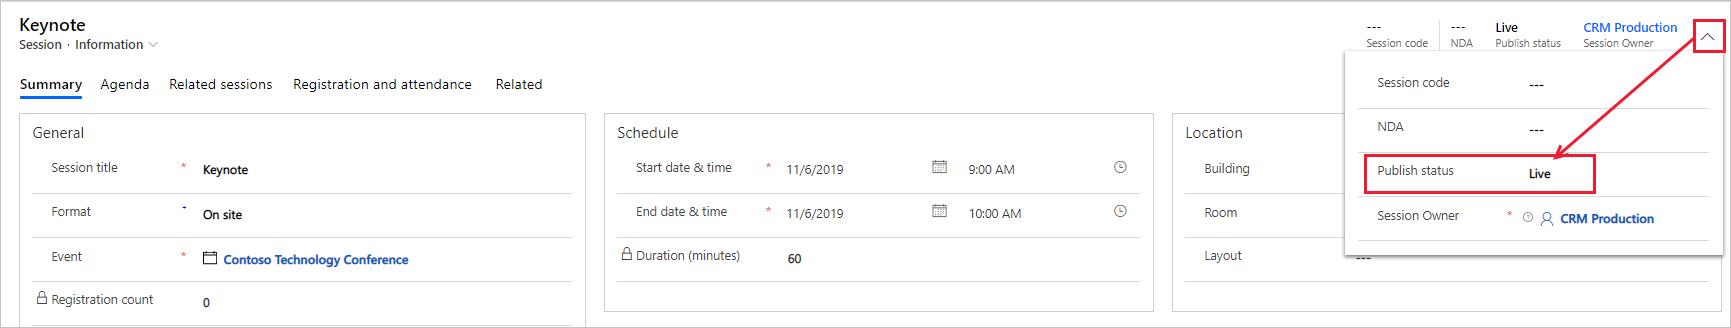 Keynote
Session · Information
--- Session code
--- NDA
Live Publish status
CRM Production Session Owner
Summary Agenda Related sessions Registration and attendance Related
General
Session title * Keynote
Format On site
Event * Contoso Technology Conference
Registration count 0
Schedule
Start date & time * 11/6/2019 9:00 AM
End date & time * 11/6/2019 10:00 AM
Duration (minutes) 60
Location
Building
Room
Layout ---
Session code ---
NDA ---
Publish status Live
Session Owner * CRM Production